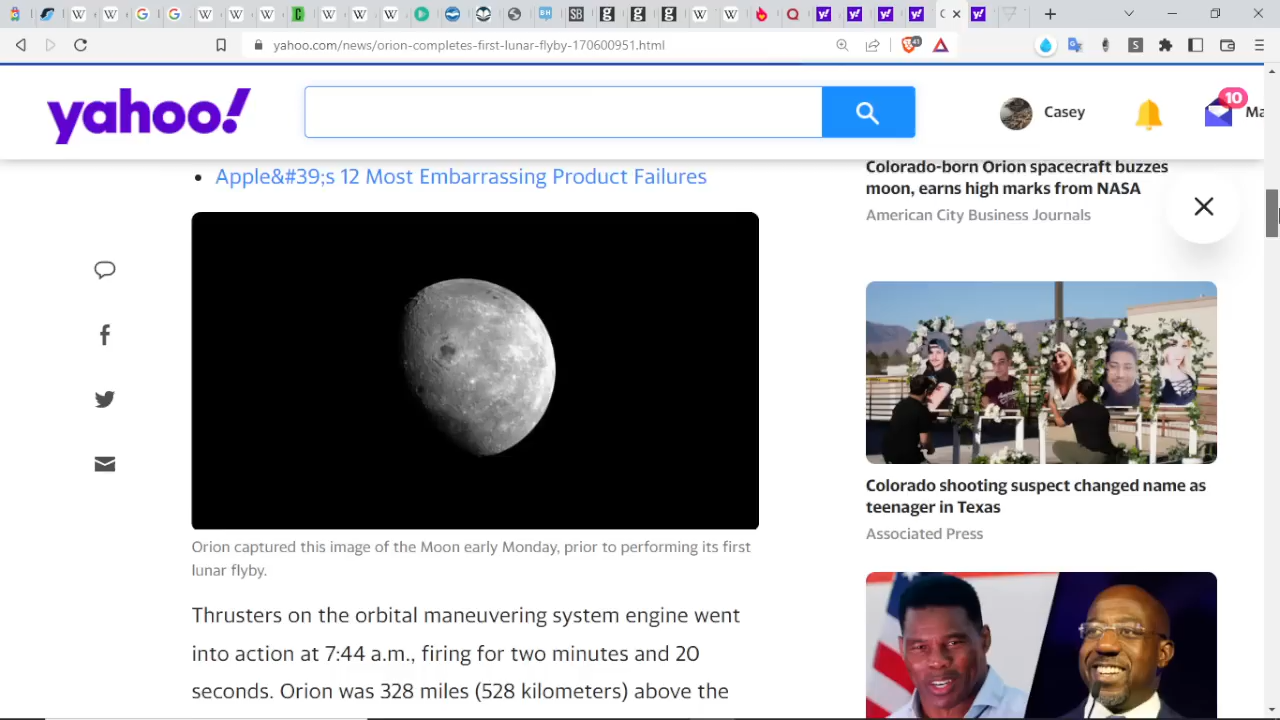 yahoo.com/news/orion-completes-first-lunar-flyby-170600951.html
41
yahoo!
Casey
10
Ma
Apple&#39;s 12 Most Embarrassing Product Failures
Orion captured this image of the Moon early Monday, prior to performing its first
lunar flyby.
Thrusters on the orbital maneuvering system engine went
into action at 7:44 a.m., firing for two minutes and 20
seconds. Orion was 328 miles (528 kilometers) above the
Colorado-born Orion spacecraft buzzes
moon, earns high marks from NASA
American City Business Journals
Colorado shooting suspect changed name as
teenager in Texas
Associated Press